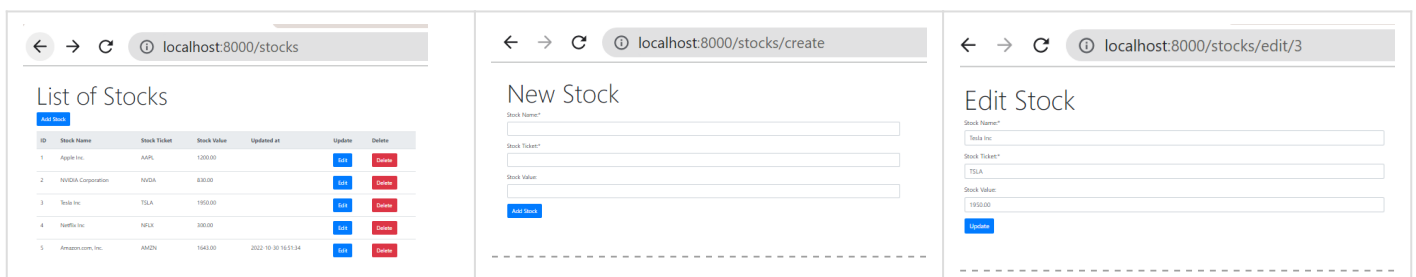 localhost:8000/stocks
List of Stocks
Add Stock
ID Stock Name Stock Ticket Stock Value Updated at Update Delete
1 Apple Inc. AAPL 1200.00 Edit Delete
2 NVIDIA Corporation NVDA 830.00 Edit Delete
3 Tesla Inc TSLA 1950.00 Edit Delete
4 Netflix Inc NFLX 300.00 Edit Delete
5 Amazon.com, Inc. AMZN 1643.00 2022-10-30 16:51:34 Edit Delete
localhost:8000/stocks/create
New Stock
Stock Name:*
Stock Ticket:*
Stock Value:
Add Stock
localhost:8000/stocks/edit/3
Edit Stock
Stock Name:*
Tesla Inc
Stock Ticket:*
TSLA
Stock Value:
1950.00
Update